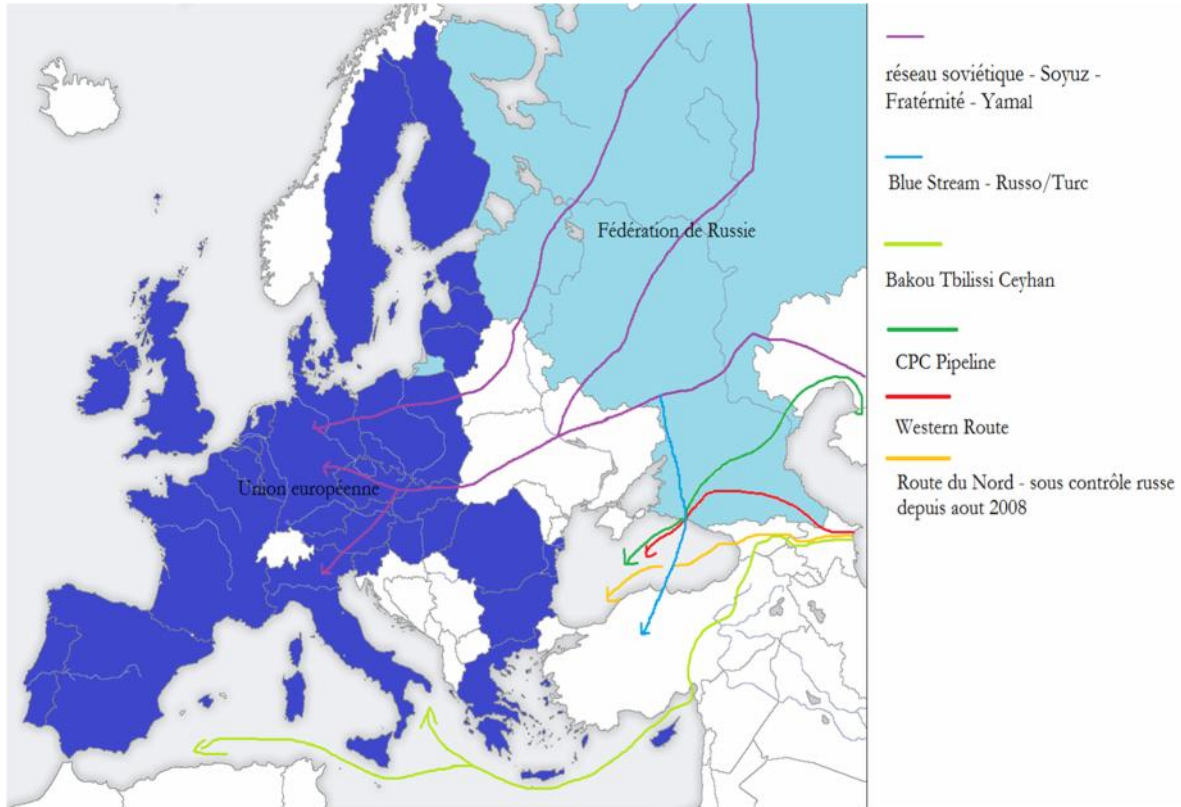 Fédération de Russie
Union européenne
réseau soviétique - Soyuz -
Fratérnité - Yamal
Blue Stream - Russo/Turc
Bakou Tbilissi Ceyhan
CPC Pipeline
Western Route
Route du Nord - sous contrôle russe
depuis aout 2008